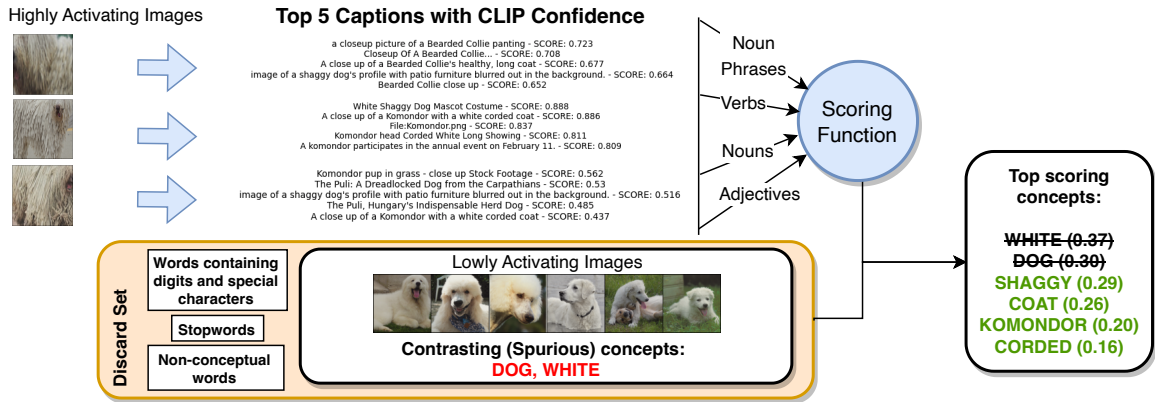 Highly Activating Images
Top 5 Captions with CLIP Confidence
a closeup picture of a Bearded Collie panting - SCORE: 0.723
Closeup Of A Bearded Collie... - SCORE: 0.708
A close up of a Bearded Collie's healthy, long coat - SCORE: 0.677
image of a shaggy dog's profile with patio furniture blurred out in the background. - SCORE: 0.664
Bearded Collie close up - SCORE: 0.652
White Shaggy Dog Mascot Costume - SCORE: 0.888
A close up of a Komondor with a white corded coat - SCORE: 0.886
File:Komondor.png - SCORE: 0.837
Komondor head Corded White Long Showing - SCORE: 0.811
A komondor participates in the annual event on February 11. - SCORE: 0.809
Komondor pup in grass - close up Stock Footage - SCORE: 0.562
The Puli: A Dreadlocked Dog from the Carpathians - SCORE: 0.53
image of a shaggy dog's profile with patio furniture blurred out in the background. - SCORE: 0.516
The Puli, Hungary's Indispensable Herd Dog - SCORE: 0.485
A close up of a Komondor with a white corded coat - SCORE: 0.437
Noun
Phrases
Verbs
Nouns
Adjectives
Scoring
Function
Discard Set
Words containing
digits and special
characters
Stopwords
Non-conceptual
words
Lowly Activating Images
Contrasting (Spurious) concepts:
DOG, WHITE
Top scoring
concepts:
WHITE (0.37)
DOG (0.30)
SHAGGY (0.29)
COAT (0.26)
KOMONDOR (0.20)
CORDED (0.16)